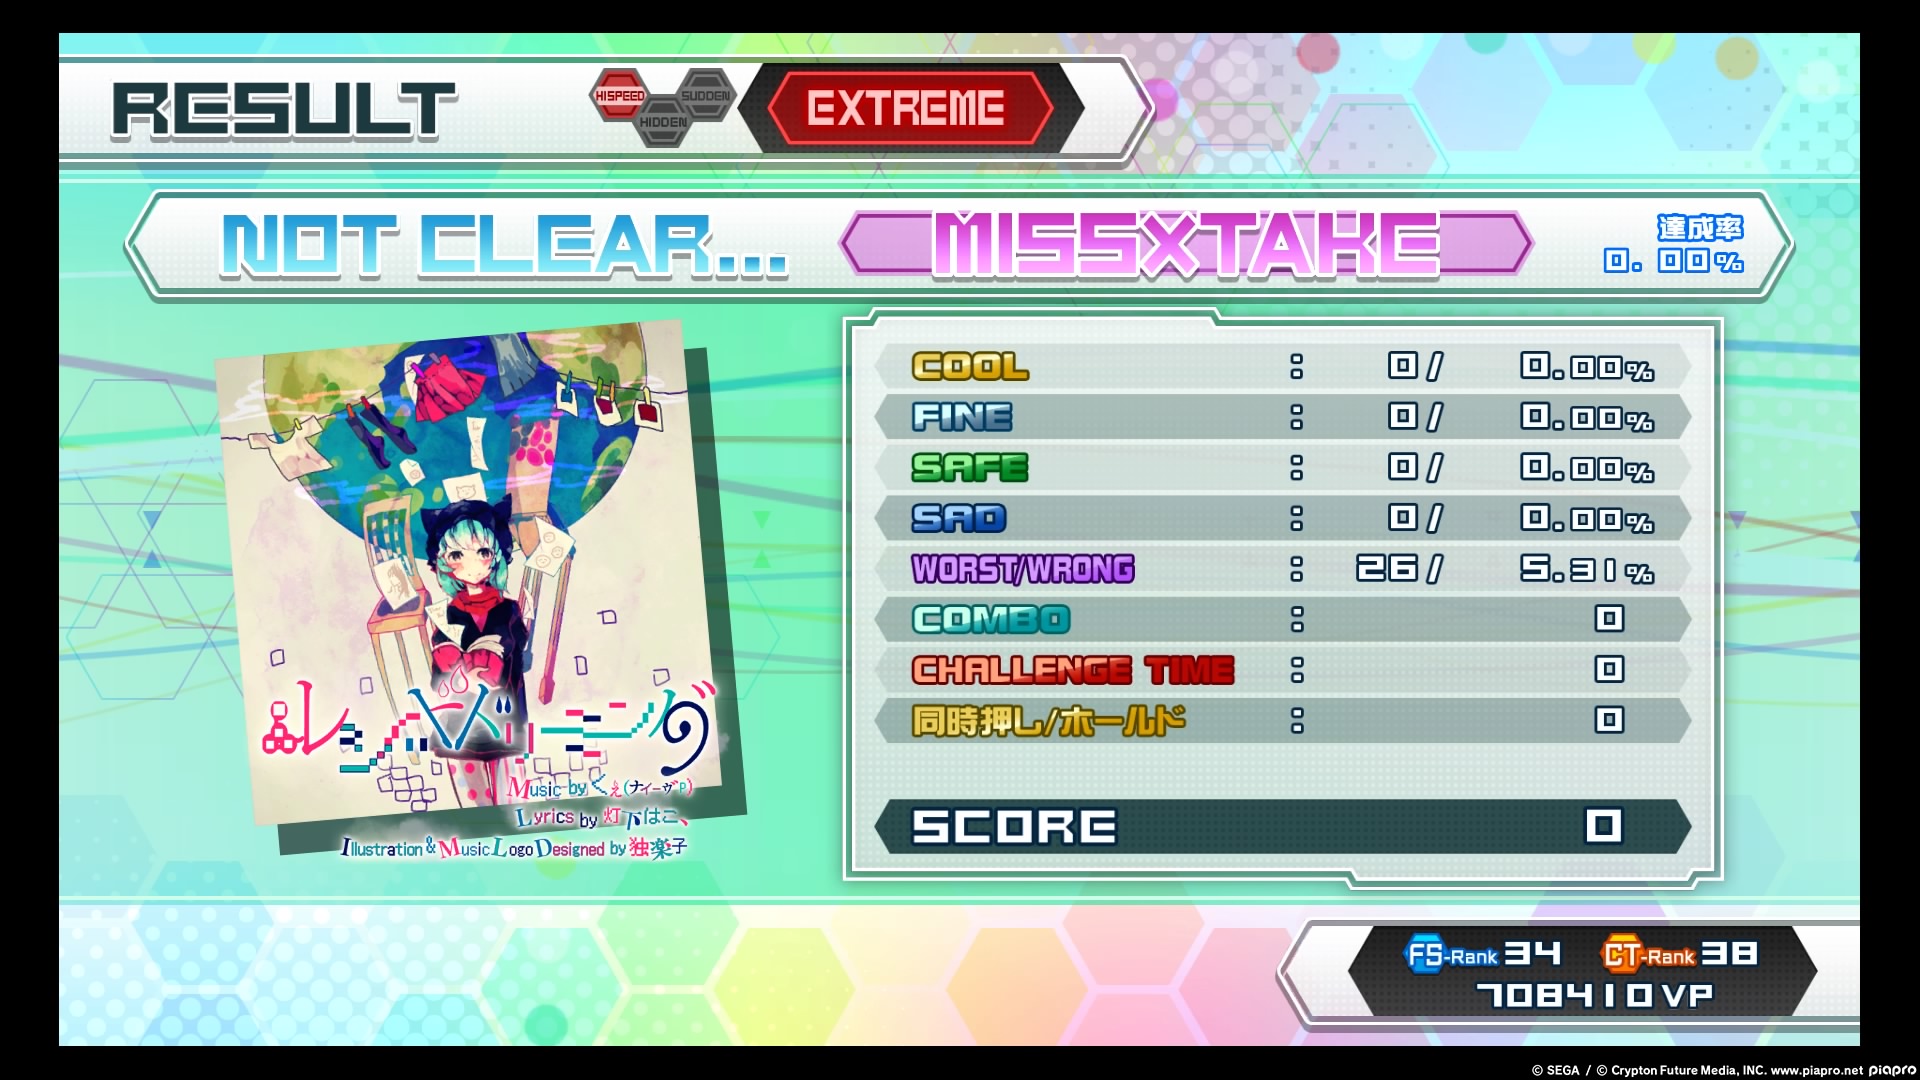 RESULT
HISPEED
HIDDEN
SUDDEN
EXTREME
NOT CLEAR...
MISS×TAKE
達成率
0.00%
COOL : 0/ 0.00%
FINE : 0/ 0.00%
SAFE : 0/ 0.00%
SAD : 0/ 0.00%
WORST/WRONG : 26/ 5.31%
COMBO : 0
CHALLENGE TIME : 0
同時押し/ホールド : 0
SCORE 0
Music by くぇ(ナイーヴP)
Lyrics by 灯下はこ、
Illustration & Music Logo Designed by 独楽子
FS-Rank 34 CT-Rank 38
708410VP
© SEGA / © Crypton Future Media, INC. www.piapro.net piapro